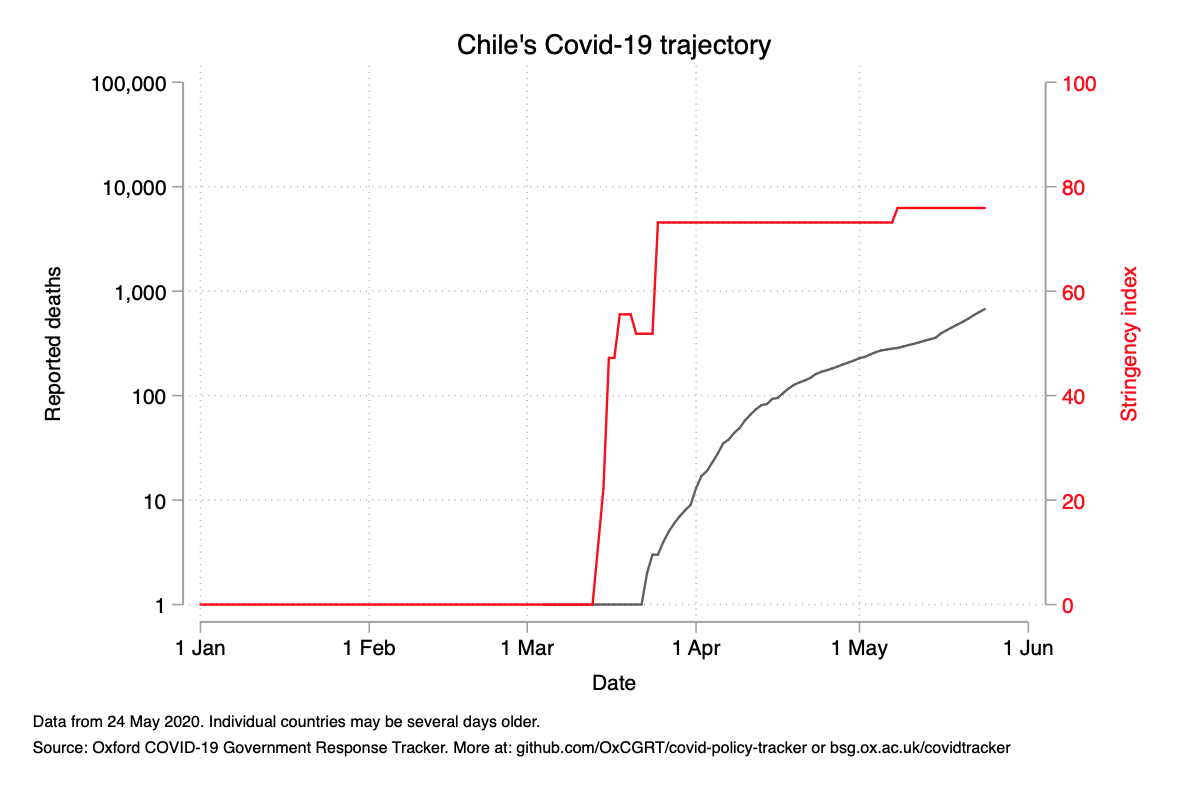 Chile's Covid-19 trajectory
100,000
10,000
1,000
100
10
1
Reported deaths
100
80
60
40
20
0
Stringency index
1 Jan
1 Feb
1 Mar
1 Apr
1 May
1 Jun
Date
Data from 24 May 2020. Individual countries may be several days older.
Source: Oxford COVID-19 Government Response Tracker. More at: github.com/OxCGRT/covid-policy-tracker or bsg.ox.ac.uk/covidtracker